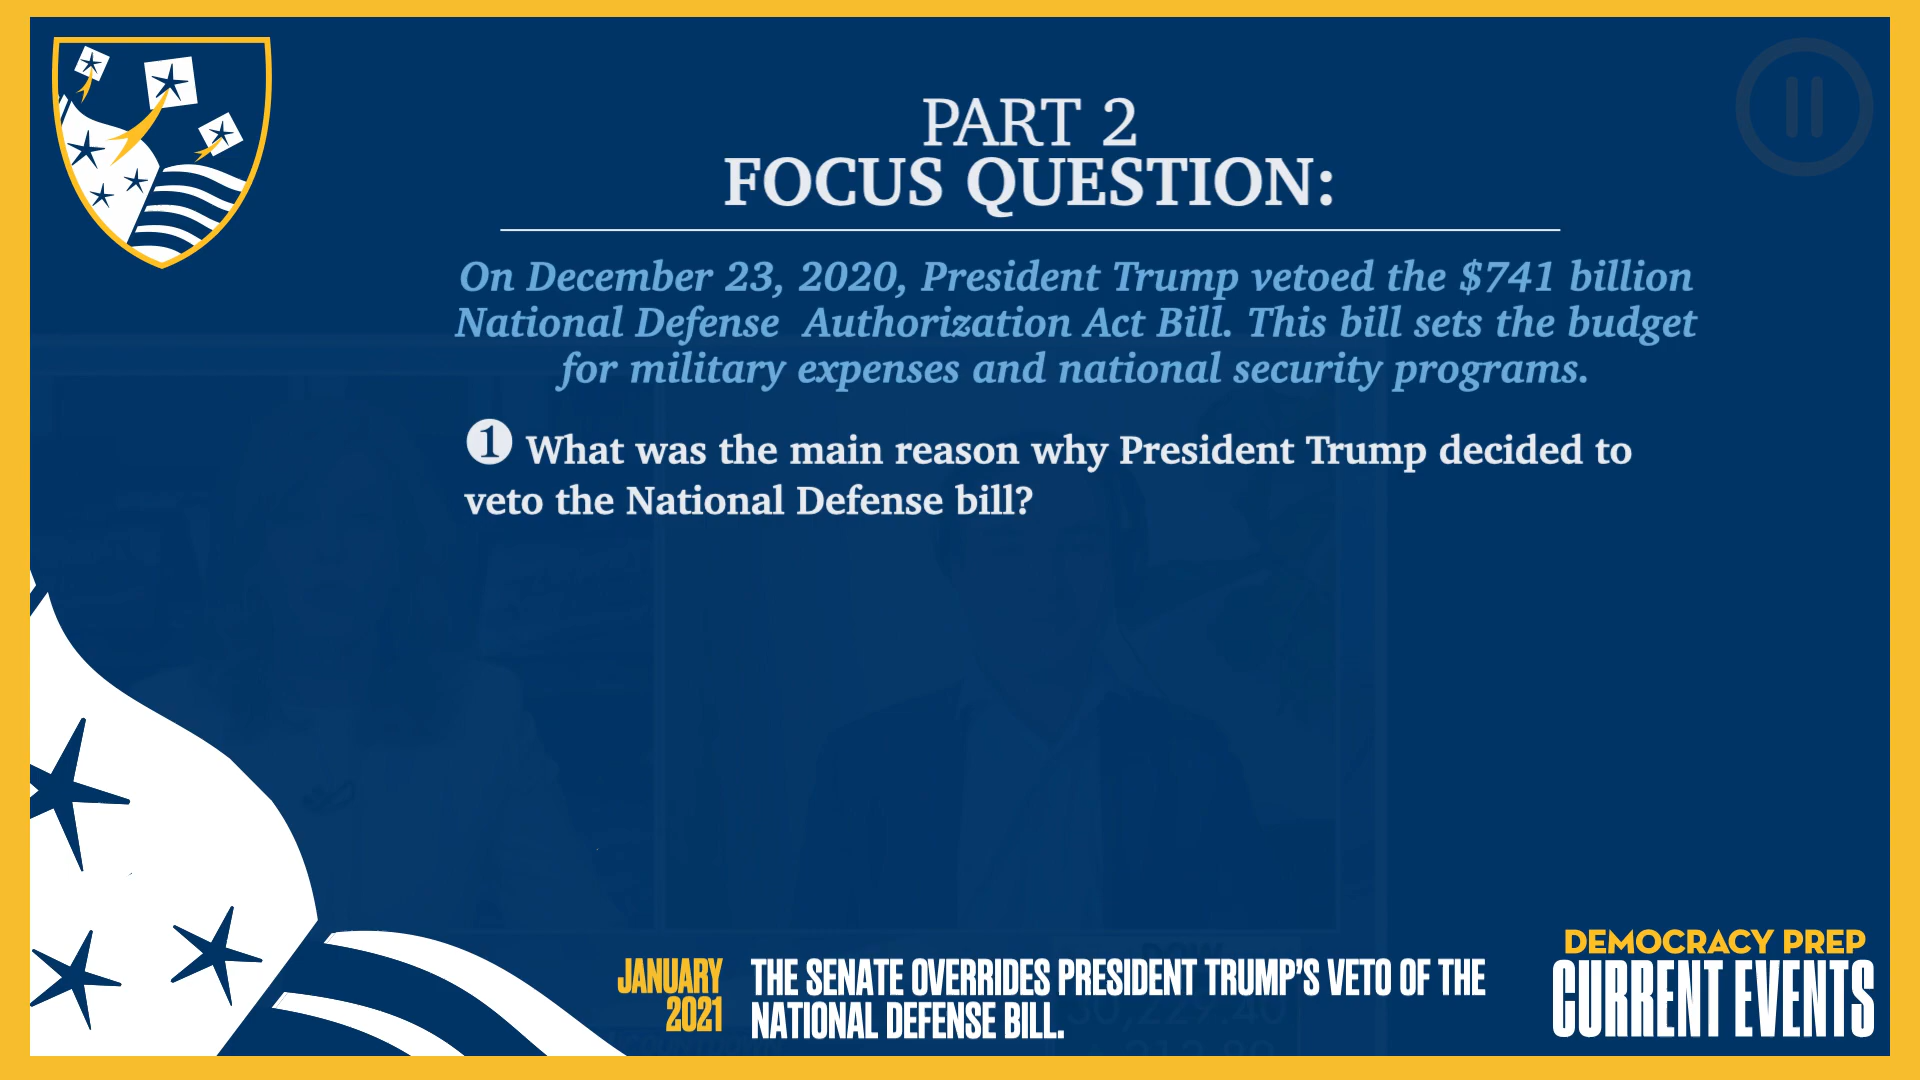 PART 2
FOCUS QUESTION:
On December 23, 2020, President Trump vetoed the $741 billion
National Defense Authorization Act Bill. This bill sets the budget
for military expenses and national security programs.
❶ What was the main reason why President Trump decided to
veto the National Defense bill?
JANUARY
2021
THE SENATE OVERRIDES PRESIDENT TRUMP'S VETO OF THE
NATIONAL DEFENSE BILL.
DEMOCRACY PREP
CURRENT EVENTS